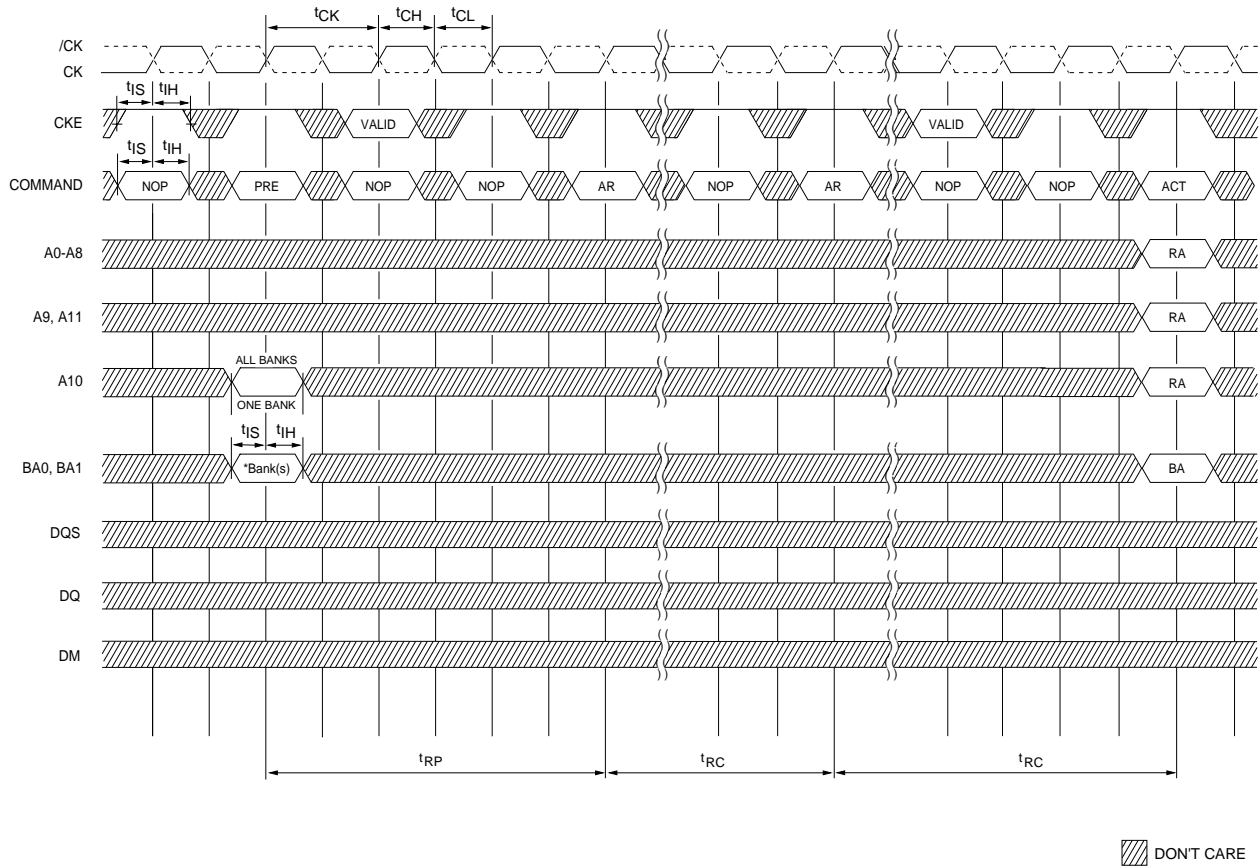 tCK tCH tCL
/CK
CK
tIS tIH
CKE VALID VALID
tIS tIH
COMMAND NOP PRE NOP NOP AR NOP AR NOP NOP ACT
A0-A8 RA
A9, A11 RA
ALL BANKS
A10 RA
ONE BANK
tIS tIH
BA0, BA1 *Bank(s) BA
DQS
DQ
DM
tRP tRC tRC
DON'T CARE